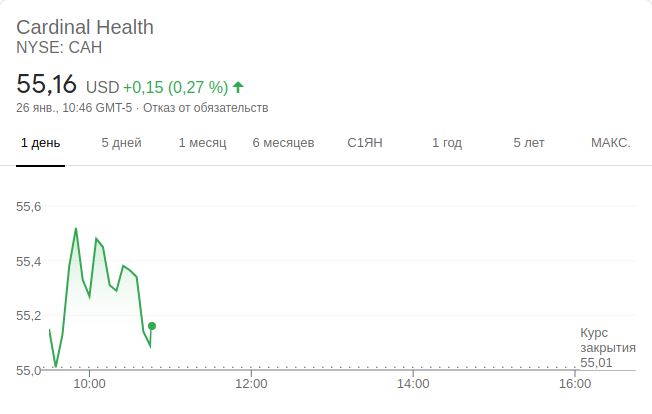 Cardinal Health
NYSE: CAH
55,16 USD +0,15 (0,27 %)
26 янв., 10:46 GMT-5 · Отказ от обязательств
1 день 5 дней 1 месяц 6 месяцев С1ЯН 1 год 5 лет МАКС.
55,6
55,4
55,2
55,0
Курс
закрытия
55,01
10:00 12:00 14:00 16:00